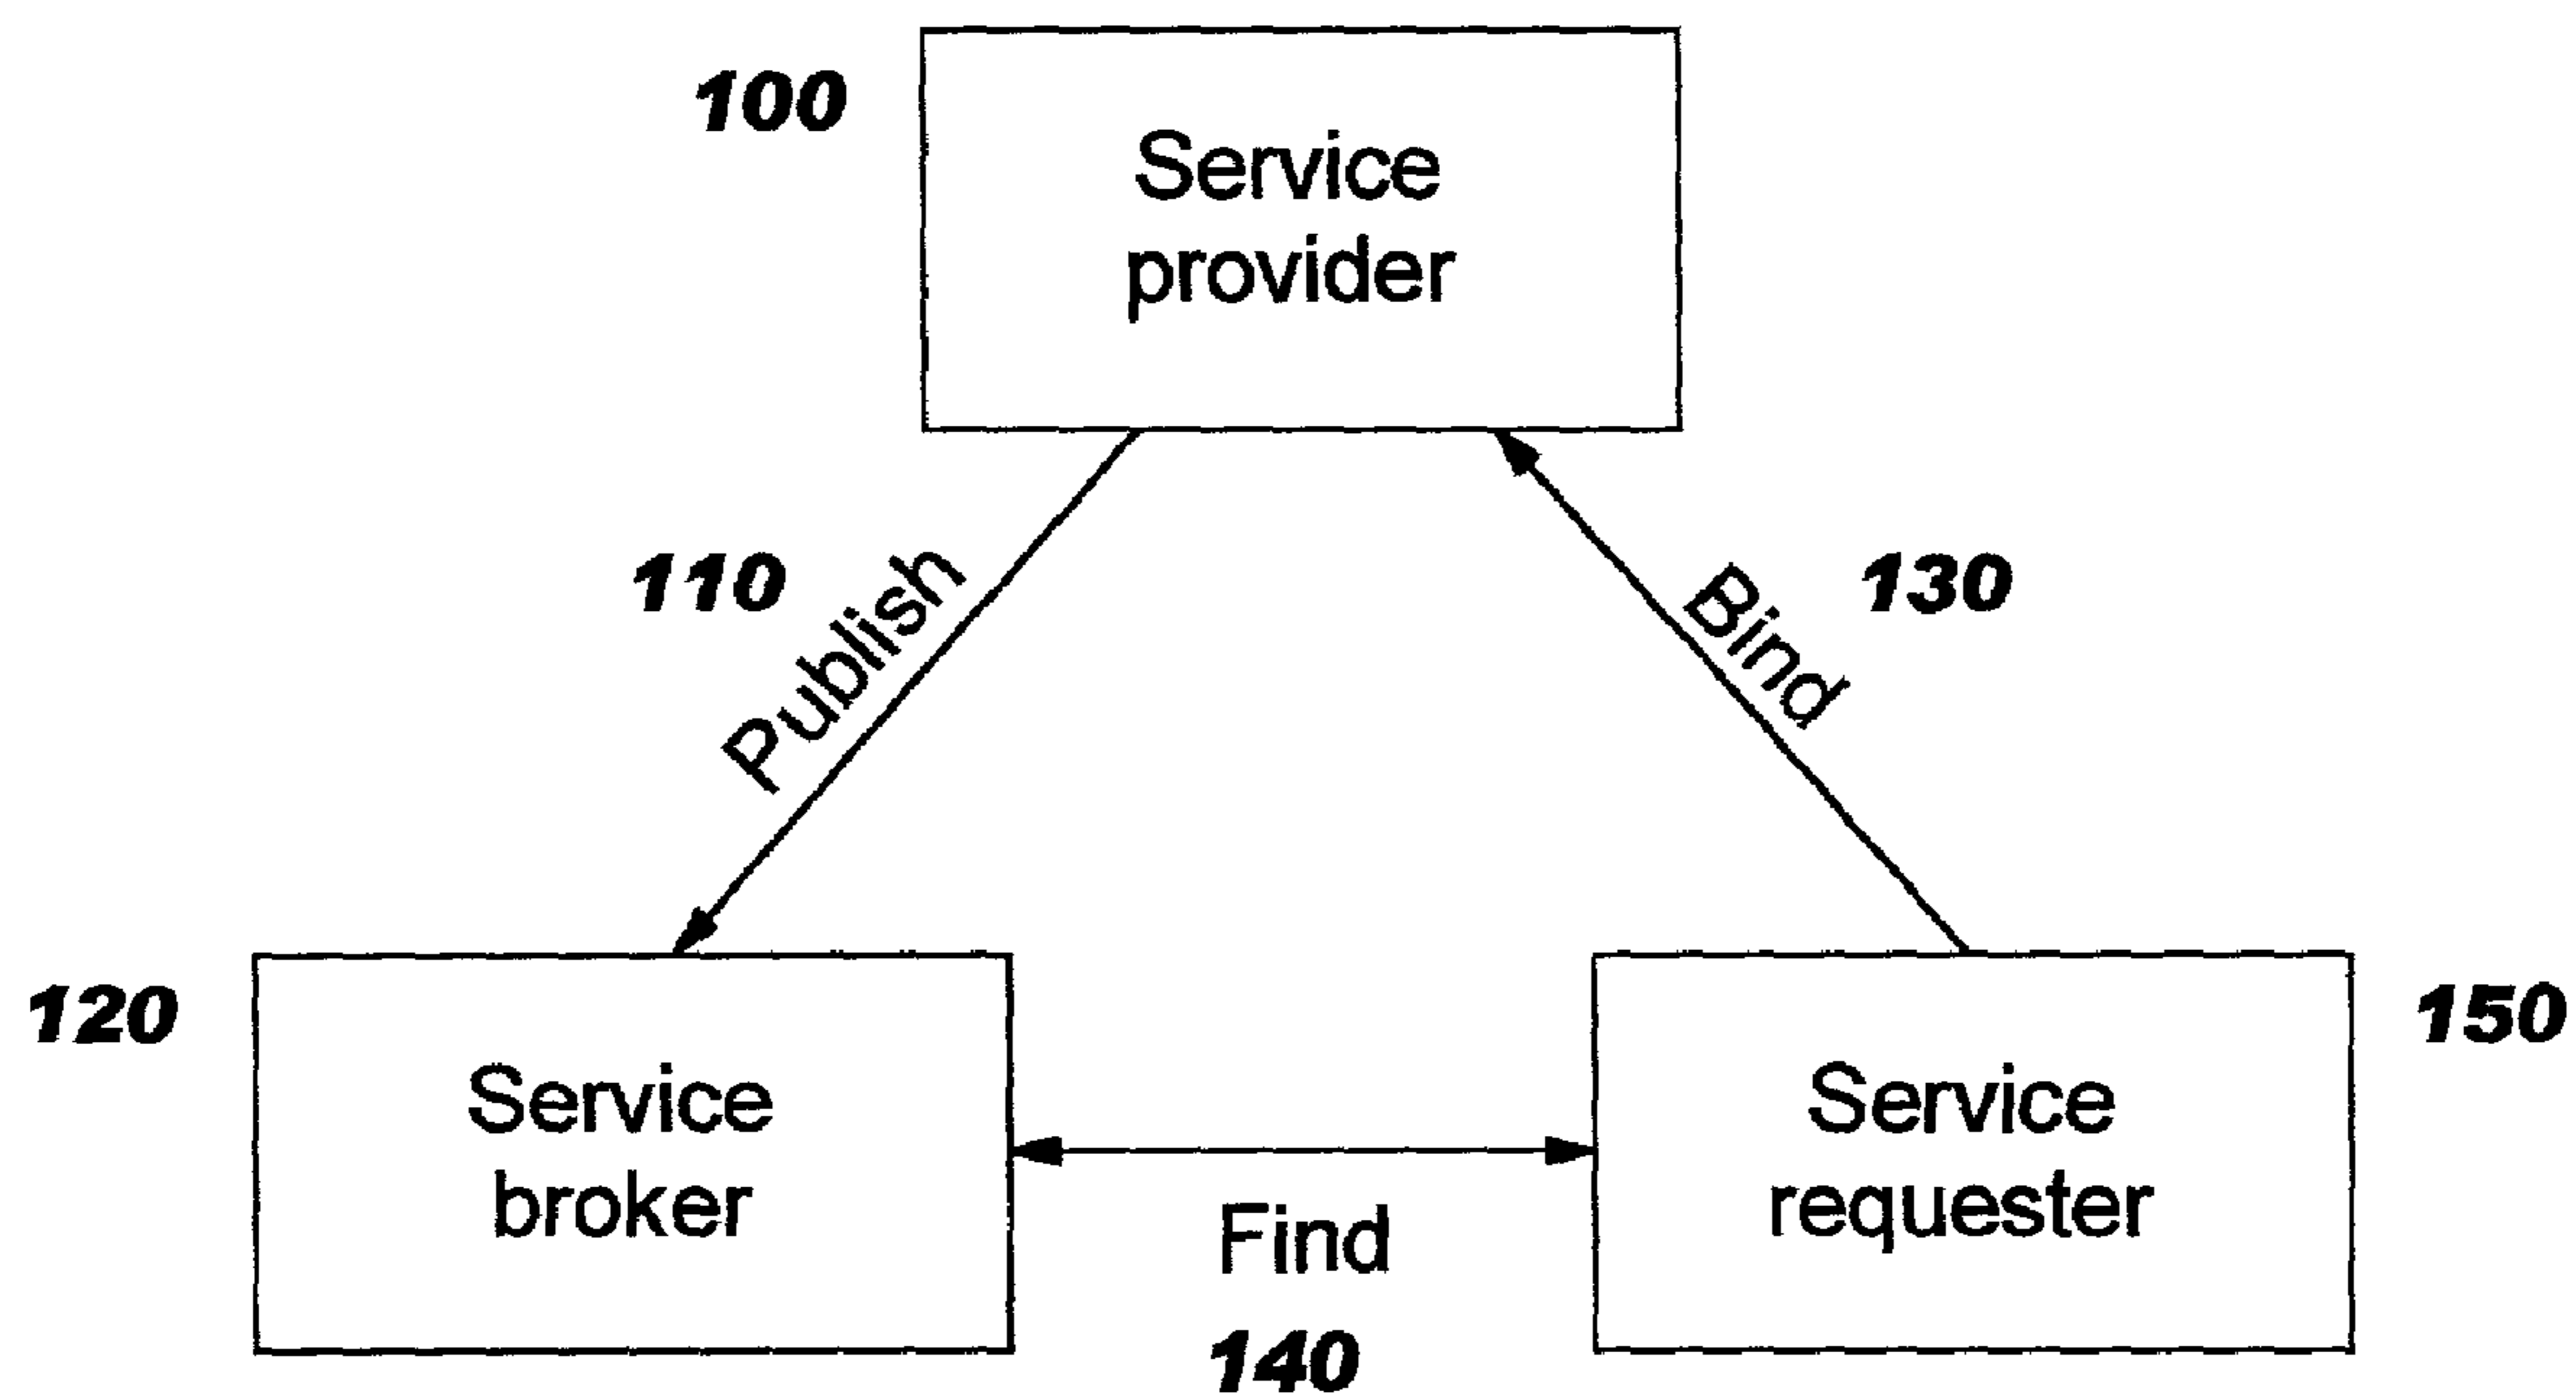 100
Service
provider
110
Publish
Bind
130
120
Service
broker
Find
140
Service
requester
150